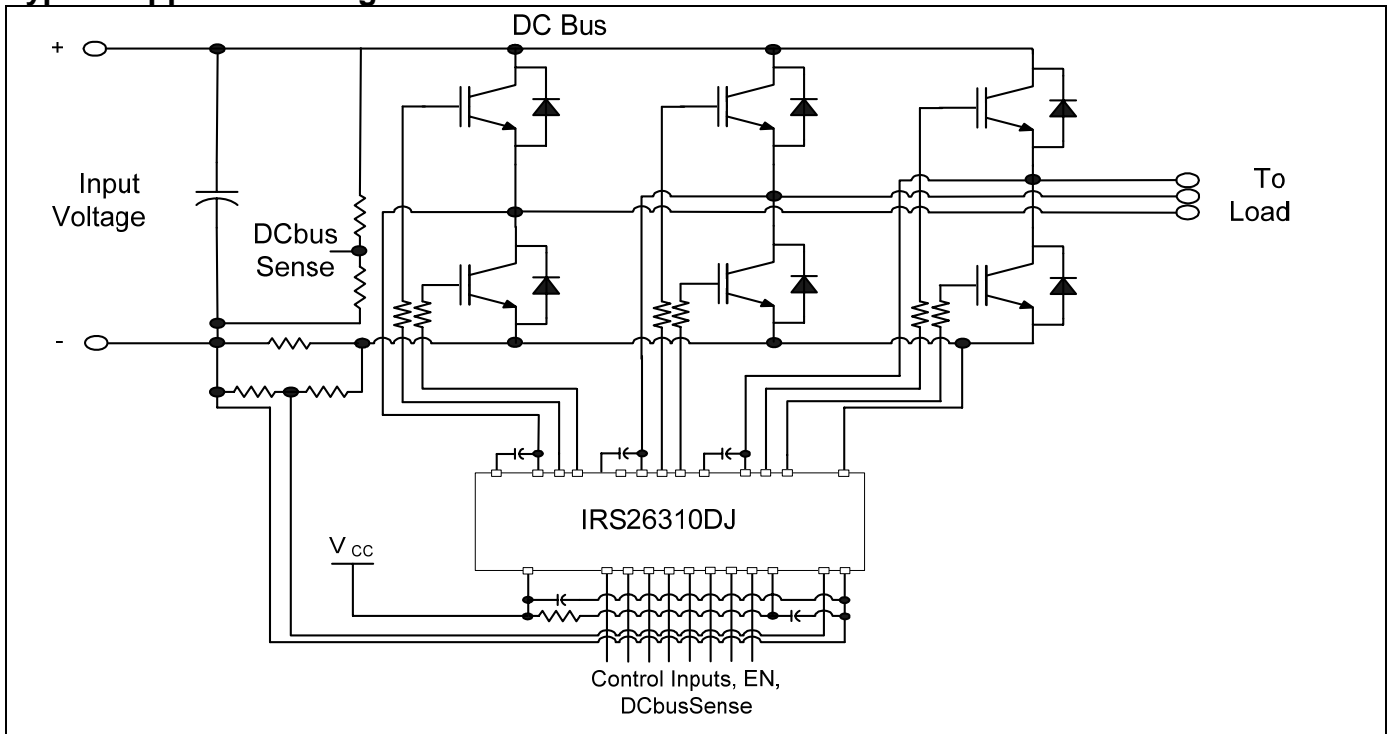 DC Bus
+
Input
Voltage
DCbus
Sense
To
Load
-
IRS26310DJ
V CC
Control Inputs, EN,
DCbusSense